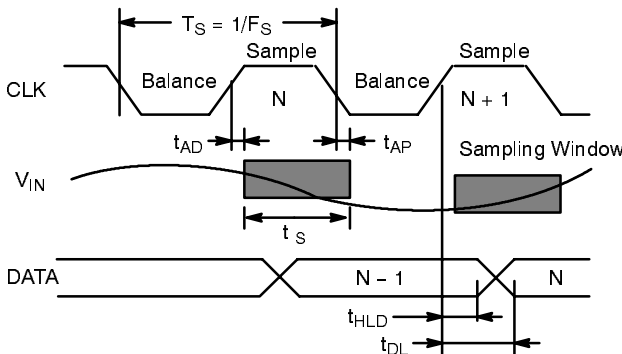 T_S = 1/F_S
Sample
Sample
CLK
Balance
N
Balance
N + 1
t_AD
t_AP
Sampling Window
V_IN
t_S
DATA
N – 1
N
t_HLD
t_DL